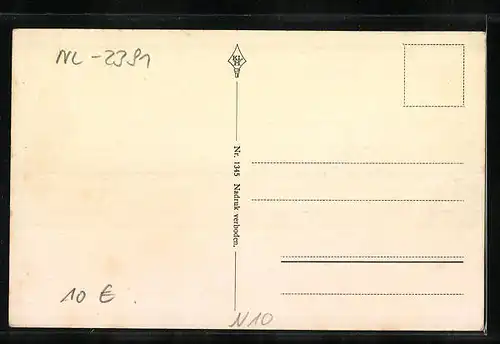 NL-2391
Nr. 1345 Nadruk verboden.
10 €
N10